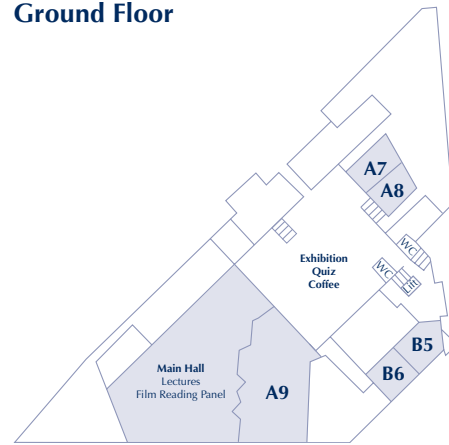 Ground Floor
A7
A8
WC
Exhibition
Quiz
Coffee
WC
Lift
B5
B6
Main Hall
Lectures
Film Reading Panel
A9